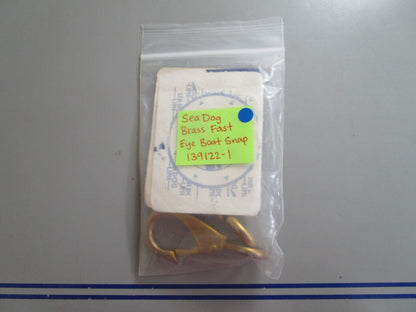 Sea Dog
Brass Fast
Eye Boat Snap
139122-1